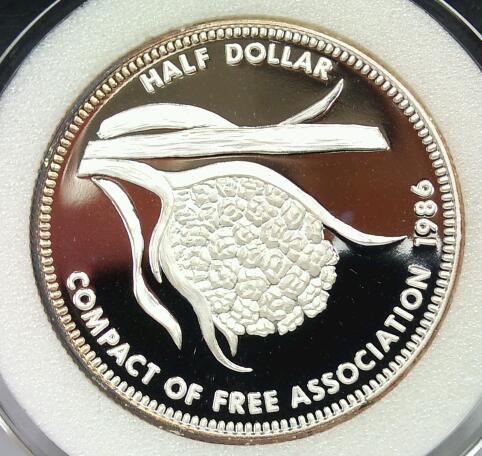 HALF DOLLAR
COMPACT OF FREE ASSOCIATION 1986